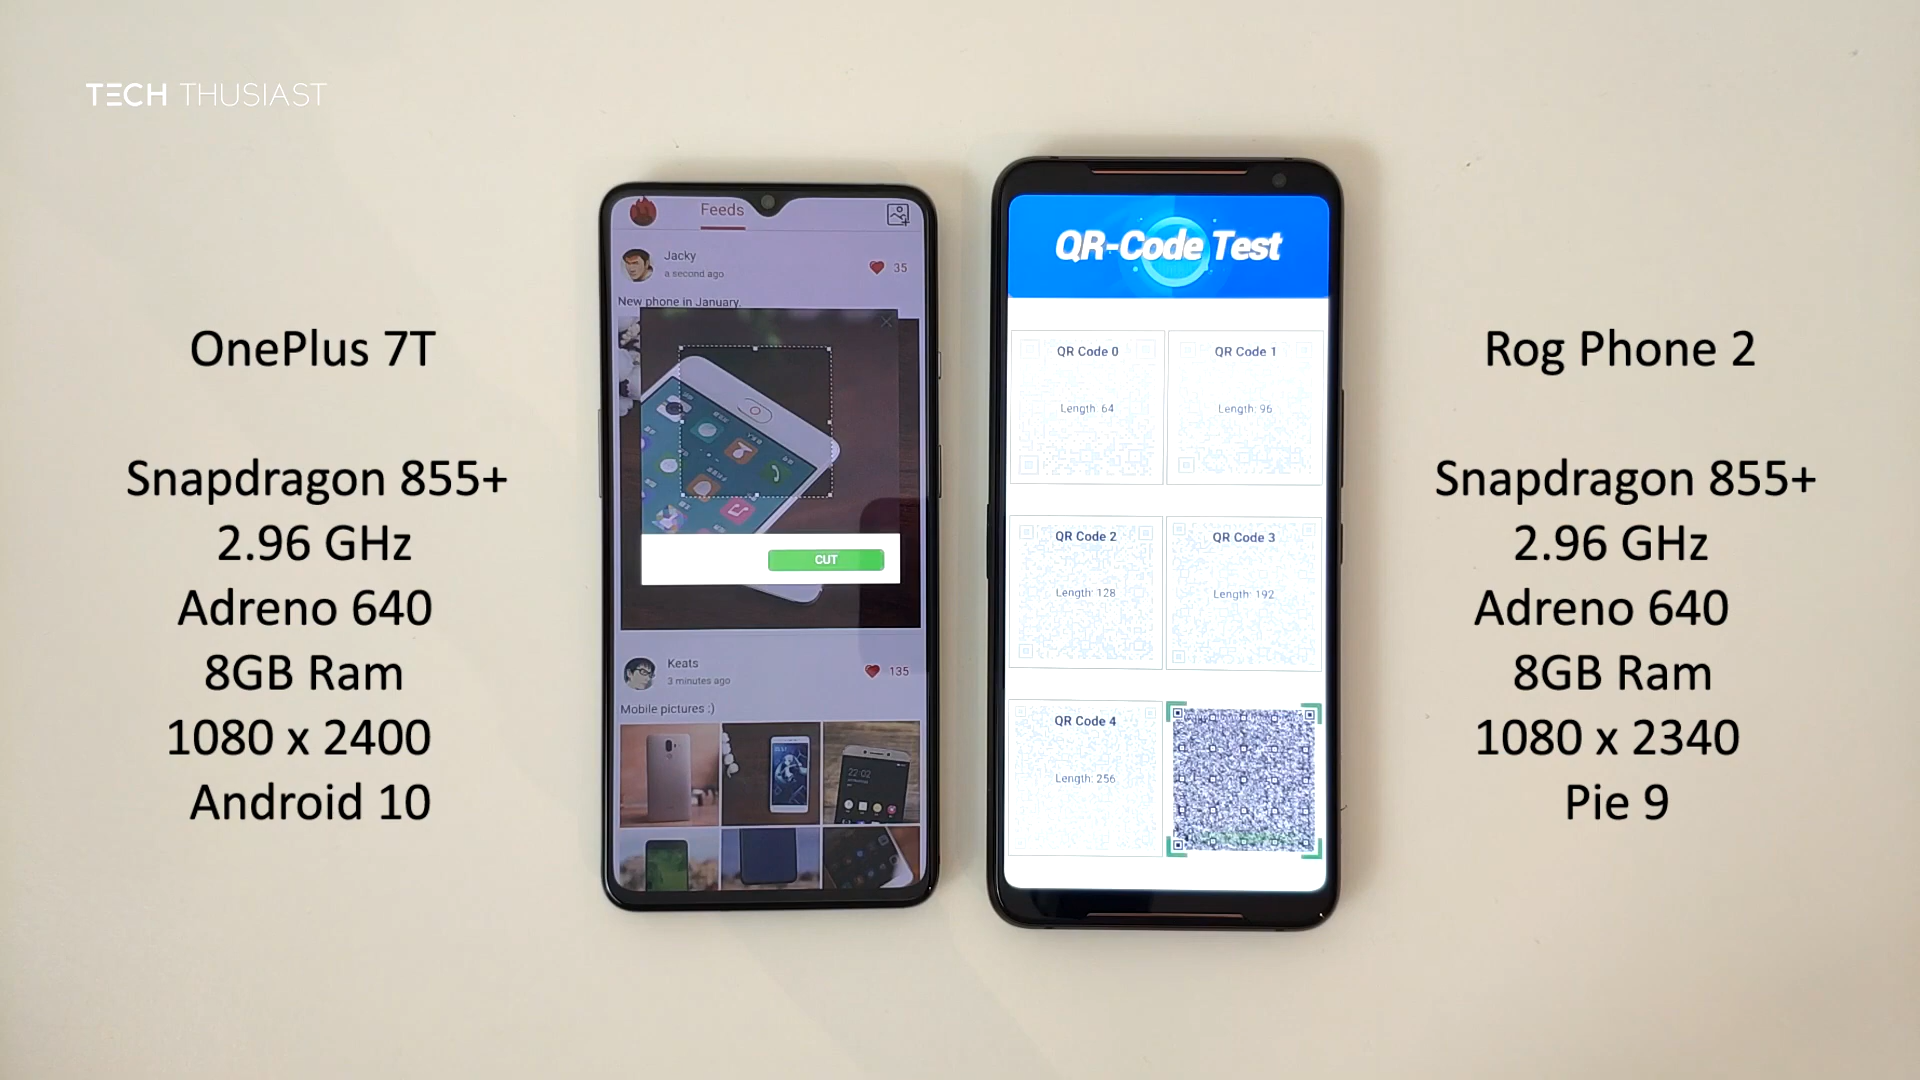 TECH THUSIAST
OnePlus 7T
Snapdragon 855+
2.96 GHz
Adreno 640
8GB Ram
1080 x 2400
Android 10
Feeds
Jacky
a second ago
35
New phone in January.
CUT
Keats
3 minutes ago
135
Mobile pictures :)
22:02
QR-Code Test
QR Code 0
Length: 64
QR Code 1
Length: 96
QR Code 2
Length: 128
QR Code 3
Length: 192
QR Code 4
Length: 256
Rog Phone 2
Snapdragon 855+
2.96 GHz
Adreno 640
8GB Ram
1080 x 2340
Pie 9